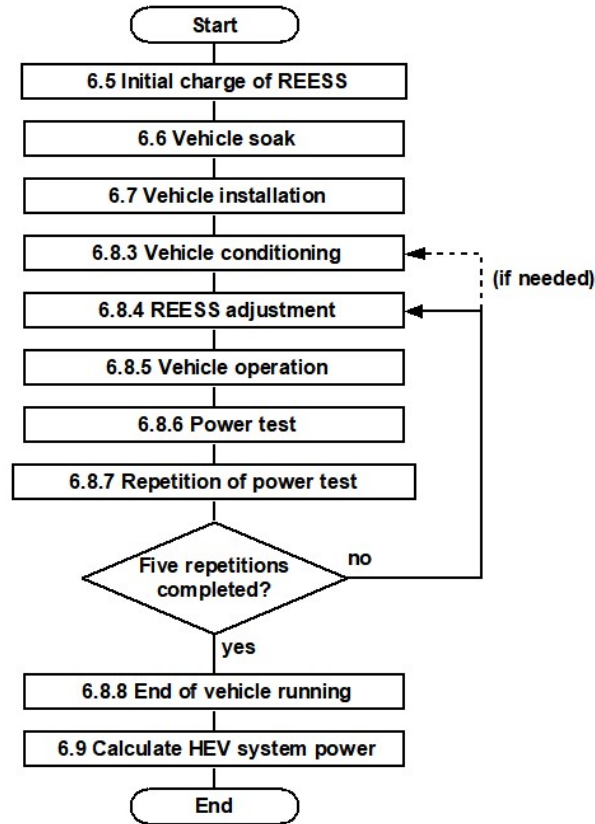 Start
6.5 Initial charge of REESS
6.6 Vehicle soak
6.7 Vehicle installation
6.8.3 Vehicle conditioning
(if needed)
6.8.4 REESS adjustment
6.8.5 Vehicle operation
6.8.6 Power test
6.8.7 Repetition of power test
Five repetitions
completed?
no
yes
6.8.8 End of vehicle running
6.9 Calculate HEV system power
End